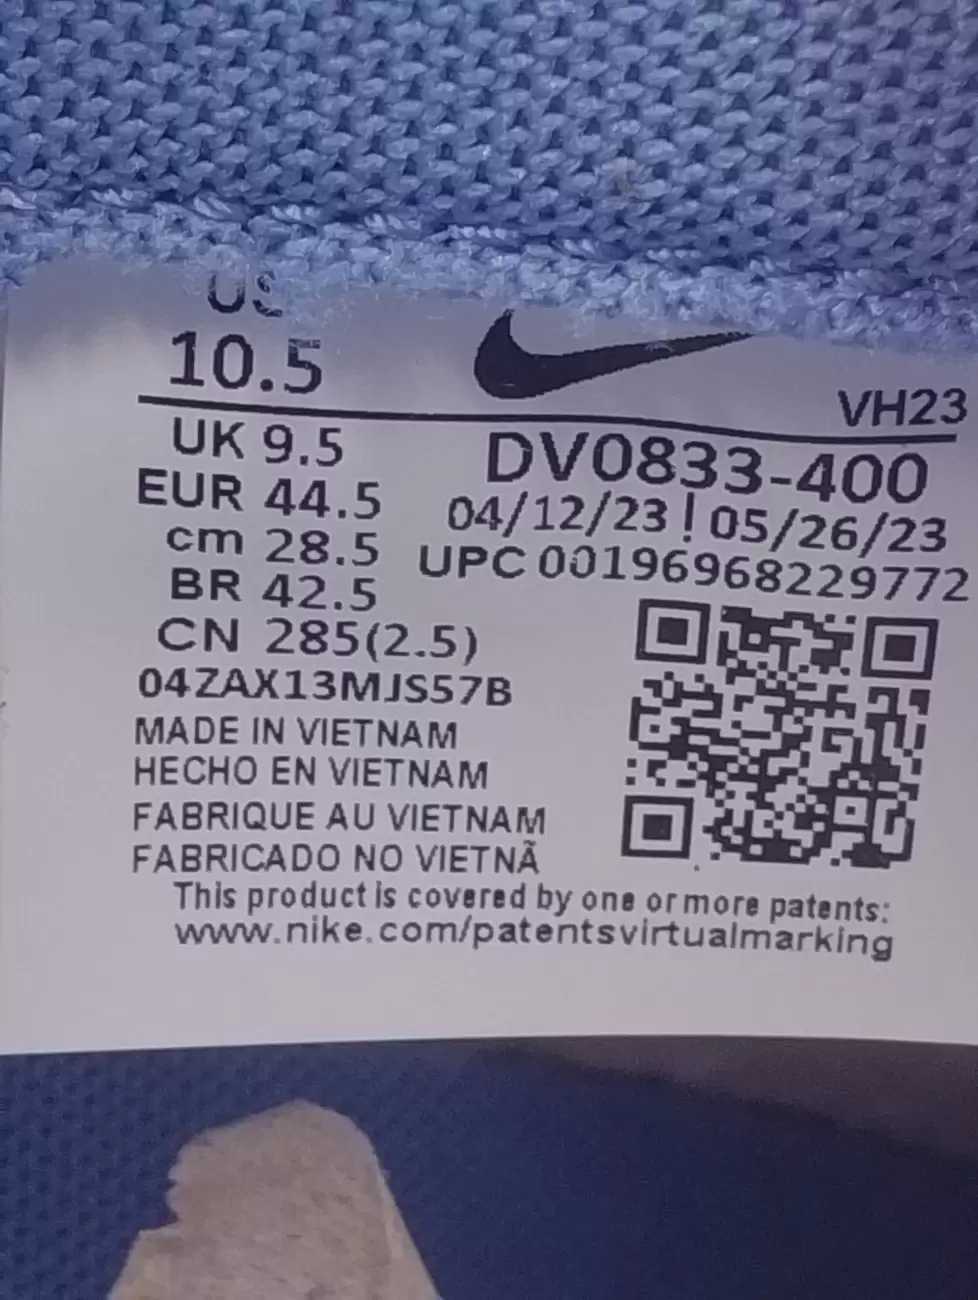 US
10.5
VH23
UK 9.5
DV0833-400
EUR 44.5
04/12/23 ! 05/26/23
cm 28.5
UPC 00196968229772
BR 42.5
CN 285(2.5)
04ZAX13MJS57B
MADE IN VIETNAM
HECHO EN VIETNAM
FABRIQUE AU VIETNAM
FABRICADO NO VIETNÃ
This product is covered by one or more patents:
www.nike.com/patentsvirtualmarking